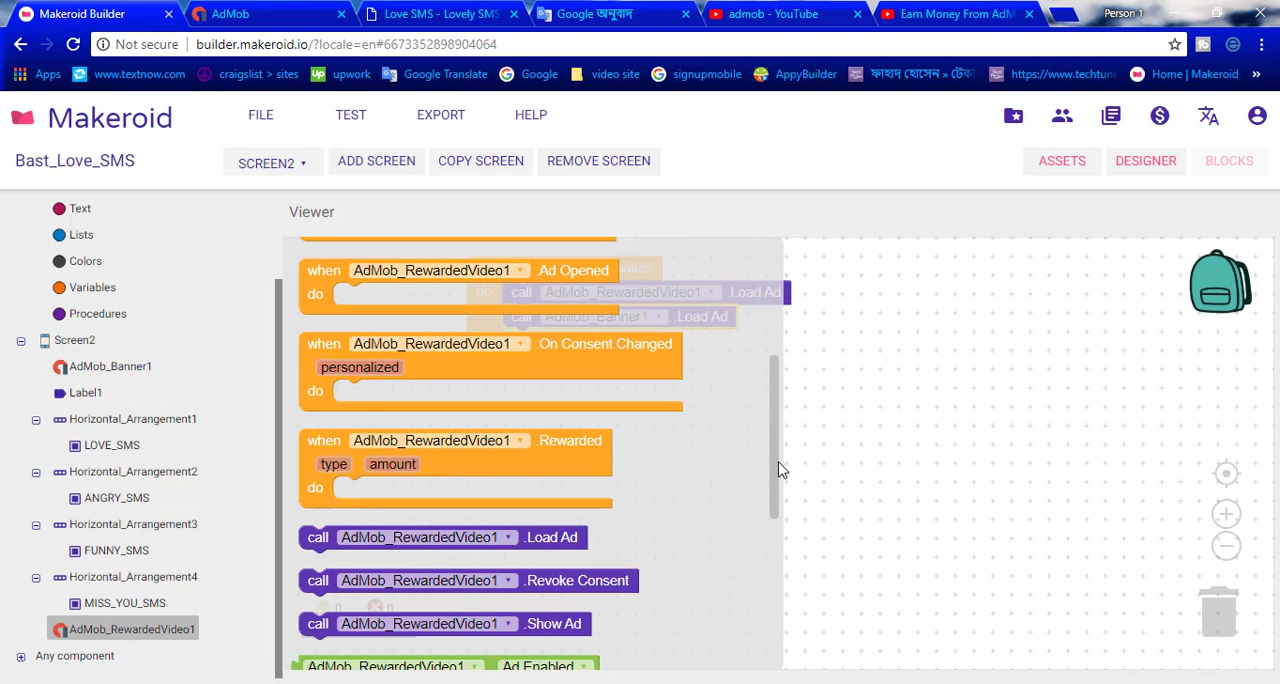 Makeroid Builder
AdMob
Love SMS - Lovely SMS
Google অনুবাদ
admob - YouTube
Earn Money From AdM
Person 1
Not secure
builder.makeroid.io/?locale=en#6673352898904064
Apps
www.textnow.com
craigslist > sites
upwork
Google Translate
Google
video site
signupmobile
AppyBuilder
ফাহাদ হোসেন » টেক
https://www.techtun
Home | Makeroid
»
Makeroid
FILE
TEST
EXPORT
HELP
Bast_Love_SMS
SCREEN2
ADD SCREEN
COPY SCREEN
REMOVE SCREEN
ASSETS
DESIGNER
BLOCKS
Text
Lists
Colors
Variables
Procedures
Screen2
AdMob_Banner1
Label1
Horizontal_Arrangement1
LOVE_SMS
Horizontal_Arrangement2
ANGRY_SMS
Horizontal_Arrangement3
FUNNY_SMS
Horizontal_Arrangement4
MISS_YOU_SMS
AdMob_RewardedVideo1
Any component
Viewer
when AdMob_RewardedVideo1 .Ad Opened
do
do call AdMob_RewardedVideo1 .Load Ad
call AdMob_Banner1 .Load Ad
when AdMob_RewardedVideo1 .On Consent Changed
personalized
do
when AdMob_RewardedVideo1 .Rewarded
type amount
do
call AdMob_RewardedVideo1 .Load Ad
call AdMob_RewardedVideo1 .Revoke Consent
0 0
call AdMob_RewardedVideo1 .Show Ad
AdMob_RewardedVideo1 . Ad Enabled